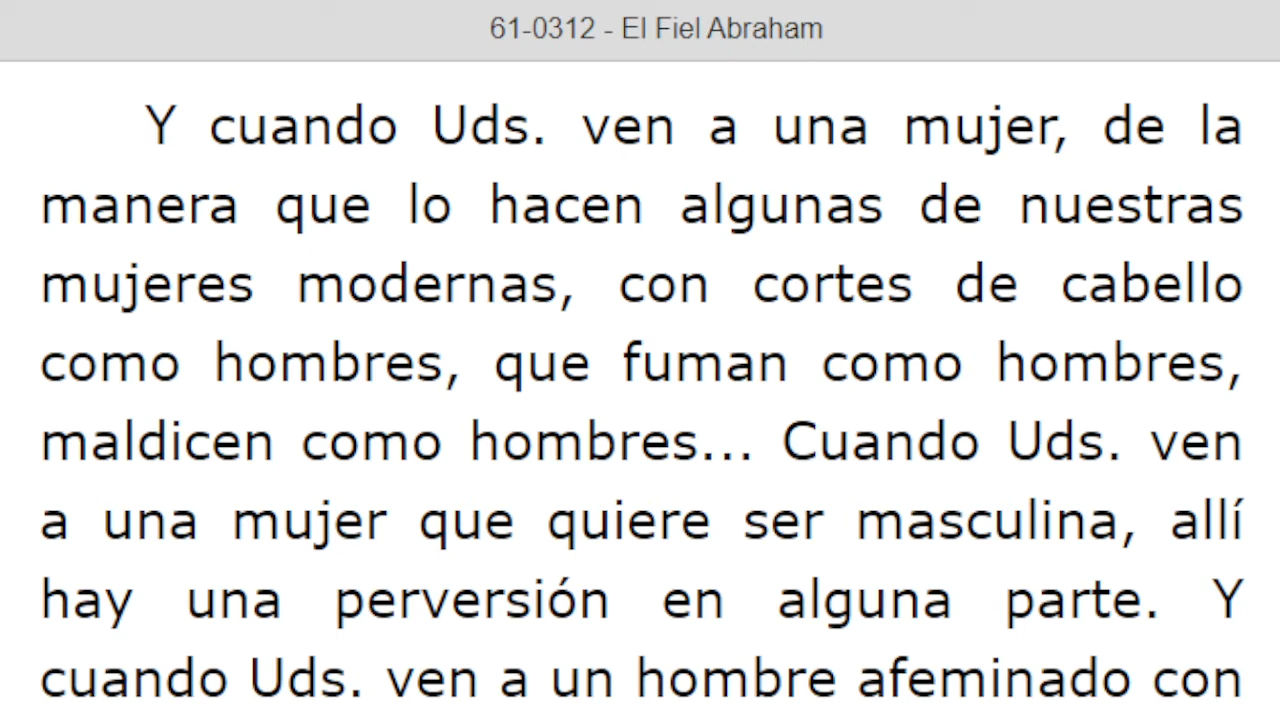 61-0312 - El Fiel Abraham
Y cuando Uds. ven a una mujer, de la
manera que lo hacen algunas de nuestras
mujeres modernas, con cortes de cabello
como hombres, que fuman como hombres,
maldicen como hombres... Cuando Uds. ven
a una mujer que quiere ser masculina, allí
hay una perversión en alguna parte. Y
cuando Uds. ven a un hombre afeminado con